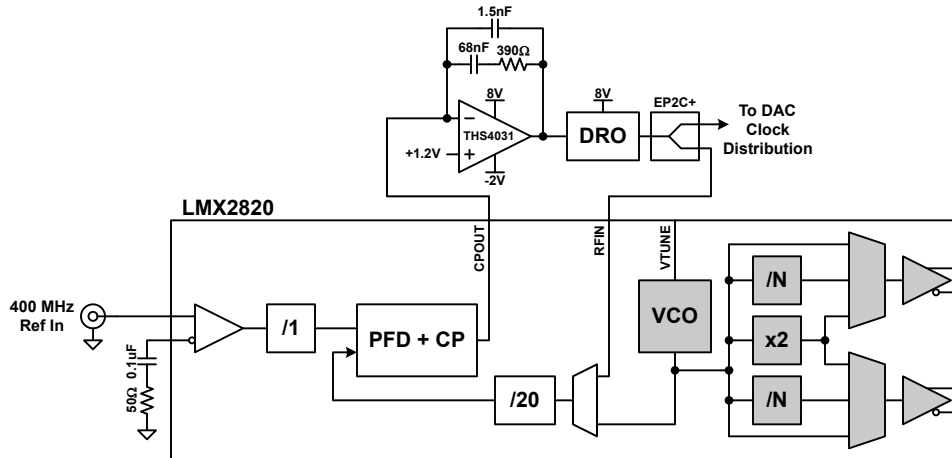 1.5nF
68nF
390Ω
8V
THS4031
+1.2V
-2V
8V
DRO
EP2C+
To DAC
Clock
Distribution
LMX2820
CPOUT
RFIN
VTUNE
400 MHz
Ref In
/1
PFD + CP
VCO
/N
x2
/N
/20
50Ω 0.1uF